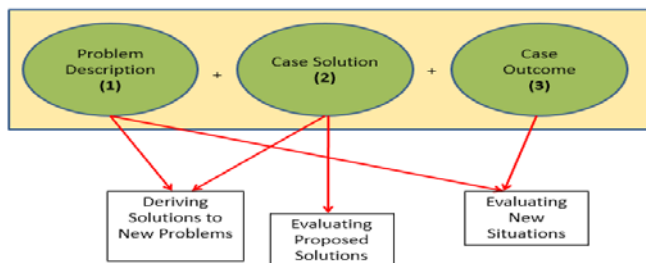 Problem
Description
(1)
+
Case Solution
(2)
+
Case
Outcome
(3)
Deriving
Solutions to
New Problems
Evaluating
Proposed
Solutions
Evaluating
New
Situations